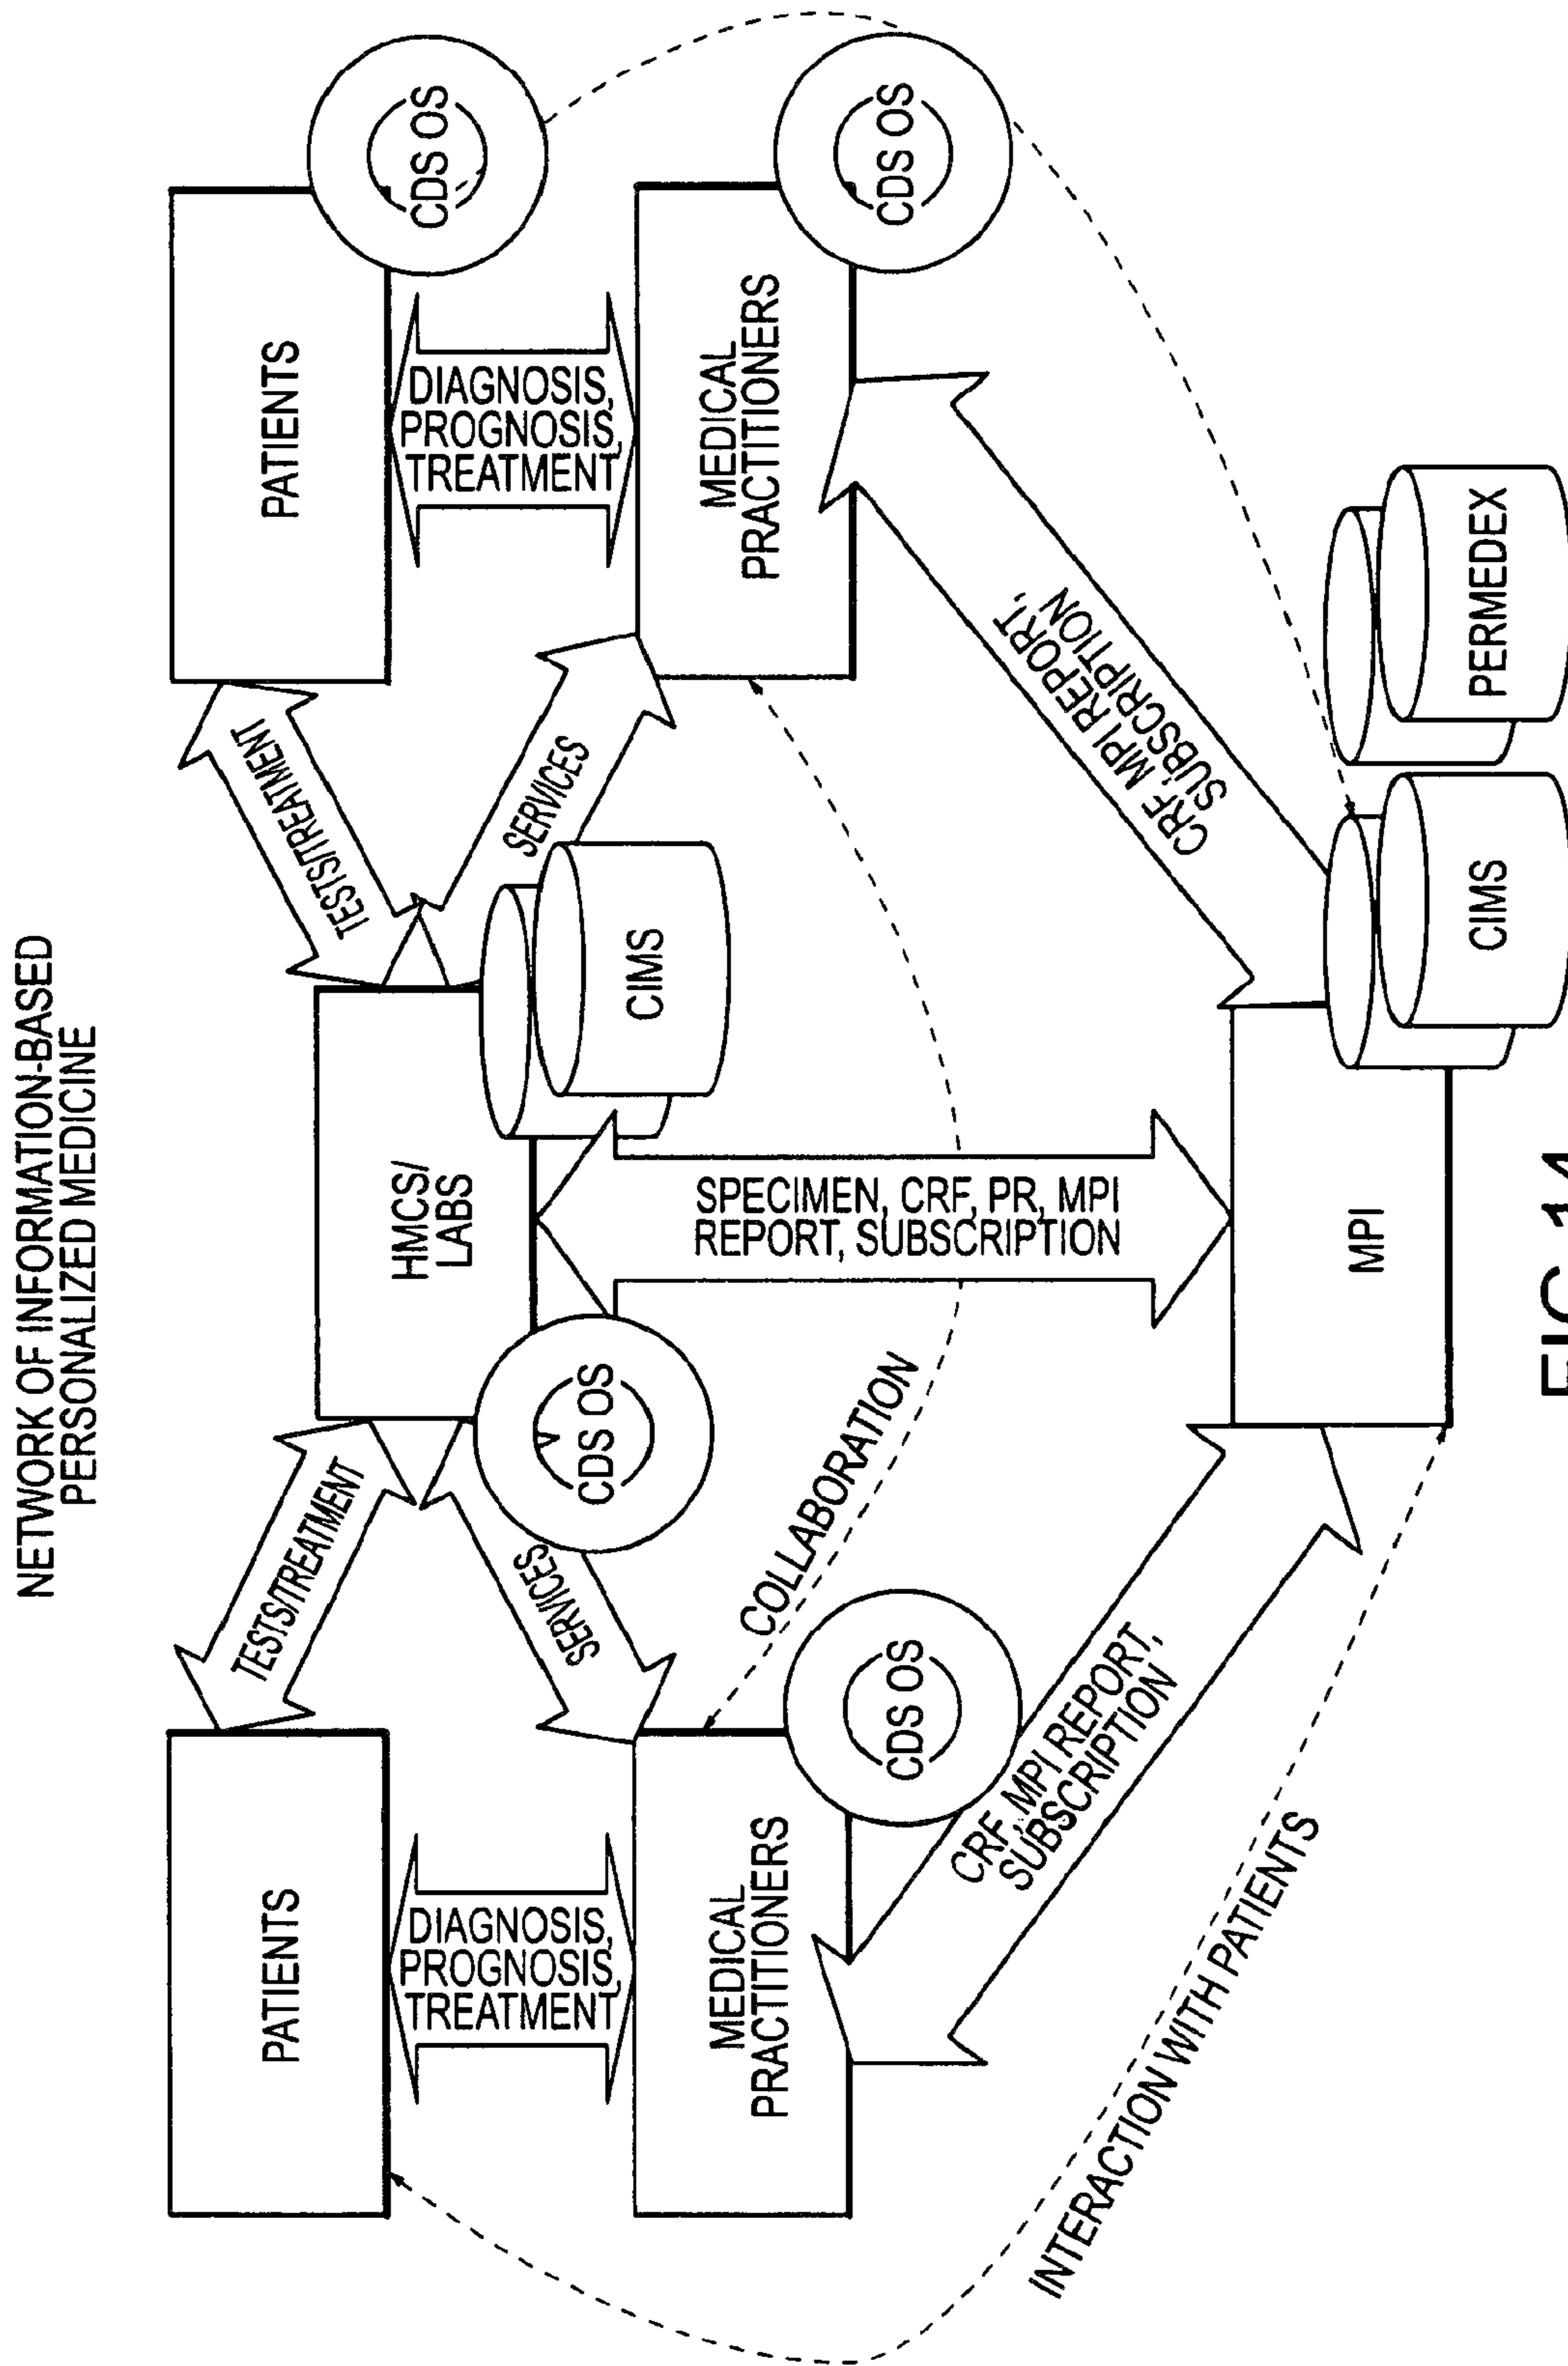 NETWORK OF INFORMATION-BASED
PERSONALIZED MEDICINE
PATIENTS
TESTS/TREATMENT
HMCS/
LABS
TESTS/TREATMENT
PATIENTS
DIAGNOSIS,
PROGNOSIS,
TREATMENT
SERVICES
CDS OS
CIMS
SERVICES
DIAGNOSIS,
PROGNOSIS,
TREATMENT
CDS OS
MEDICAL
PRACTITIONERS
CDS OS
COLLABORATION
SPECIMEN, CRF, PR, MPI
REPORT, SUBSCRIPTION
MEDICAL
PRACTITIONERS
CDS OS
CRF, MPI REPORT,
SUBSCRIPTION
CRF, MPI REPORT,
SUBSCRIPTION
INTERACTION WITH PATIENTS
MPI
CIMS
PERMEDEX